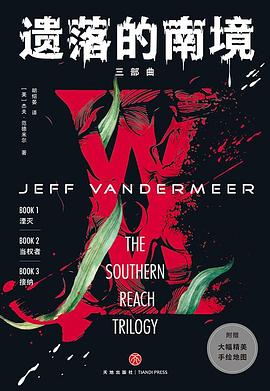 遗落的南境
三部曲
[美] 杰夫·范德米尔 著
胡绍晏 译
JEFF VANDERMEER
BOOK 1
湮灭
BOOK 2
当权者
BOOK 3
接纳
THE
SOUTHERN
REACH
TRILOGY
附赠
大幅精美
手绘地图
天地出版社 | TIANDI PRESS